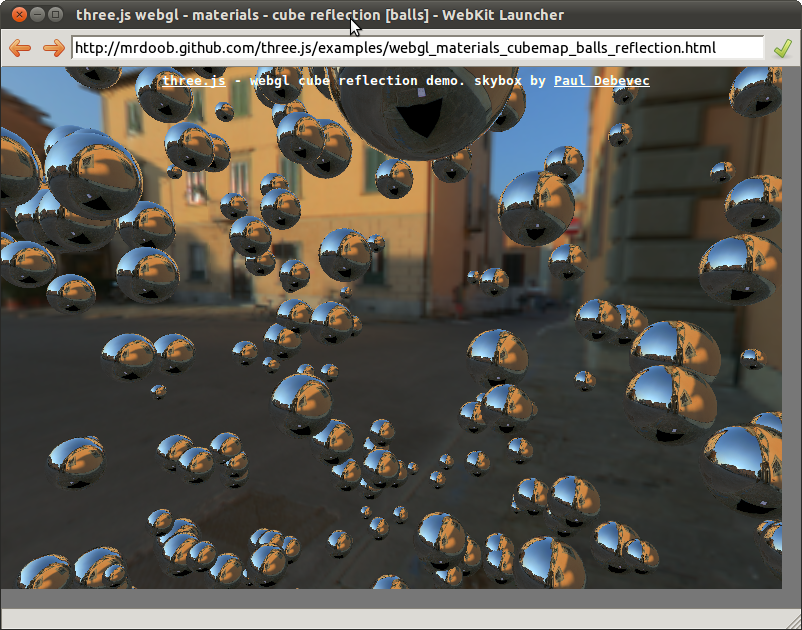 three.js webgl - materials - cube reflection [balls] - WebKit Launcher
http://mrdoob.github.com/three.js/examples/webgl_materials_cubemap_balls_reflection.html
three.js - webgl cube reflection demo. skybox by Paul Debevec